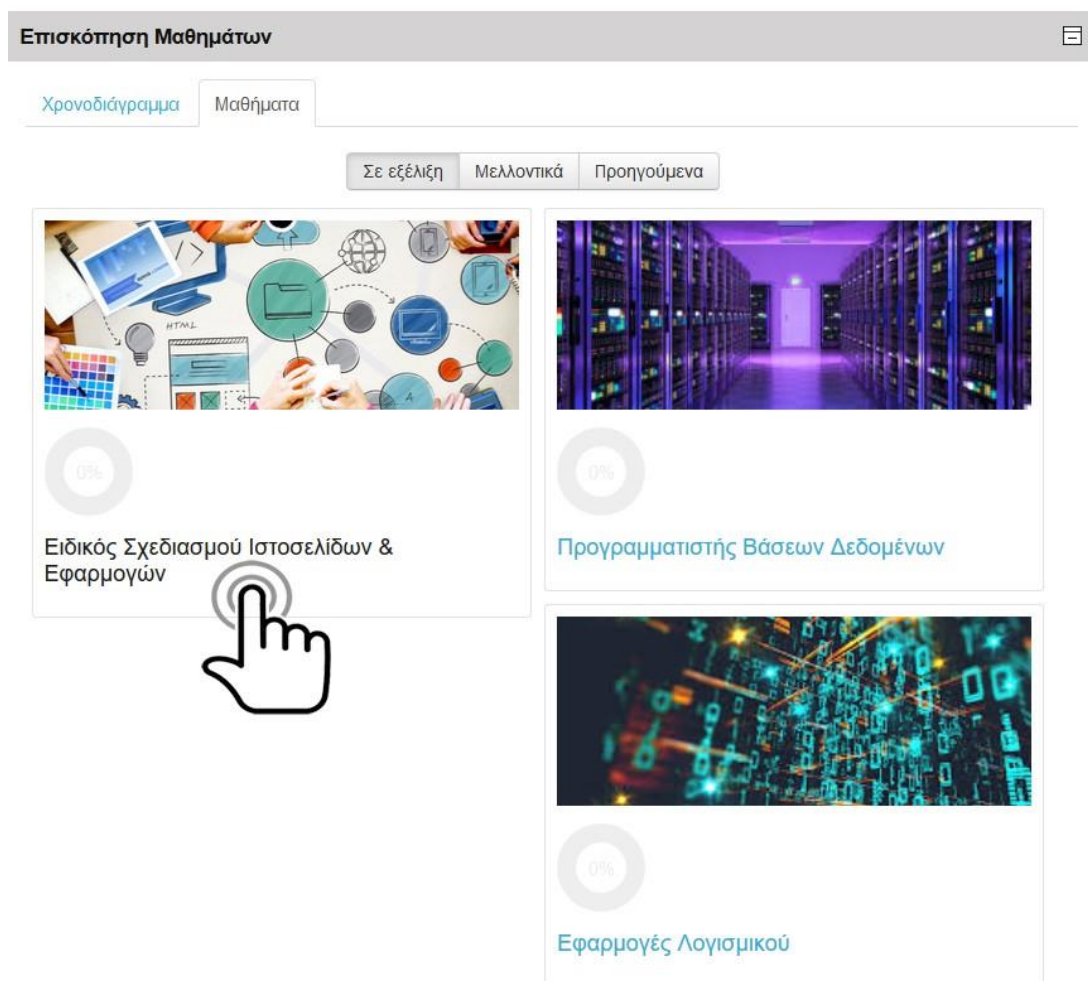 Επισκόπηση Μαθημάτων
Χρονοδιάγραμμα Μαθήματα
Σε εξέλιξη Μελλοντικά Προηγούμενα
HTML
A
0%
0%
Ειδικός Σχεδιασμού Ιστοσελίδων &
Εφαρμογών
Προγραμματιστής Βάσεων Δεδομένων
0%
Εφαρμογές Λογισμικού